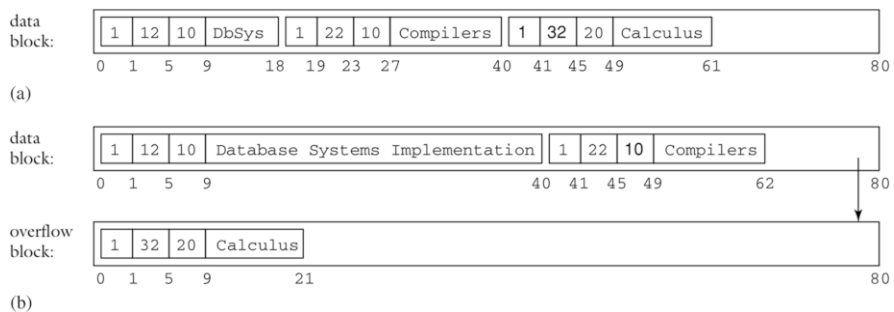 data block: 1 12 10 DbSys 1 22 10 Compilers 1 32 20 Calculus
0 1 5 9 18 19 23 27 40 41 45 49 61 80
(a)
data block: 1 12 10 Database Systems Implementation 1 22 10 Compilers
0 1 5 9 40 41 45 49 62 80
overflow block: 1 32 20 Calculus
0 1 5 9 21 80
(b)